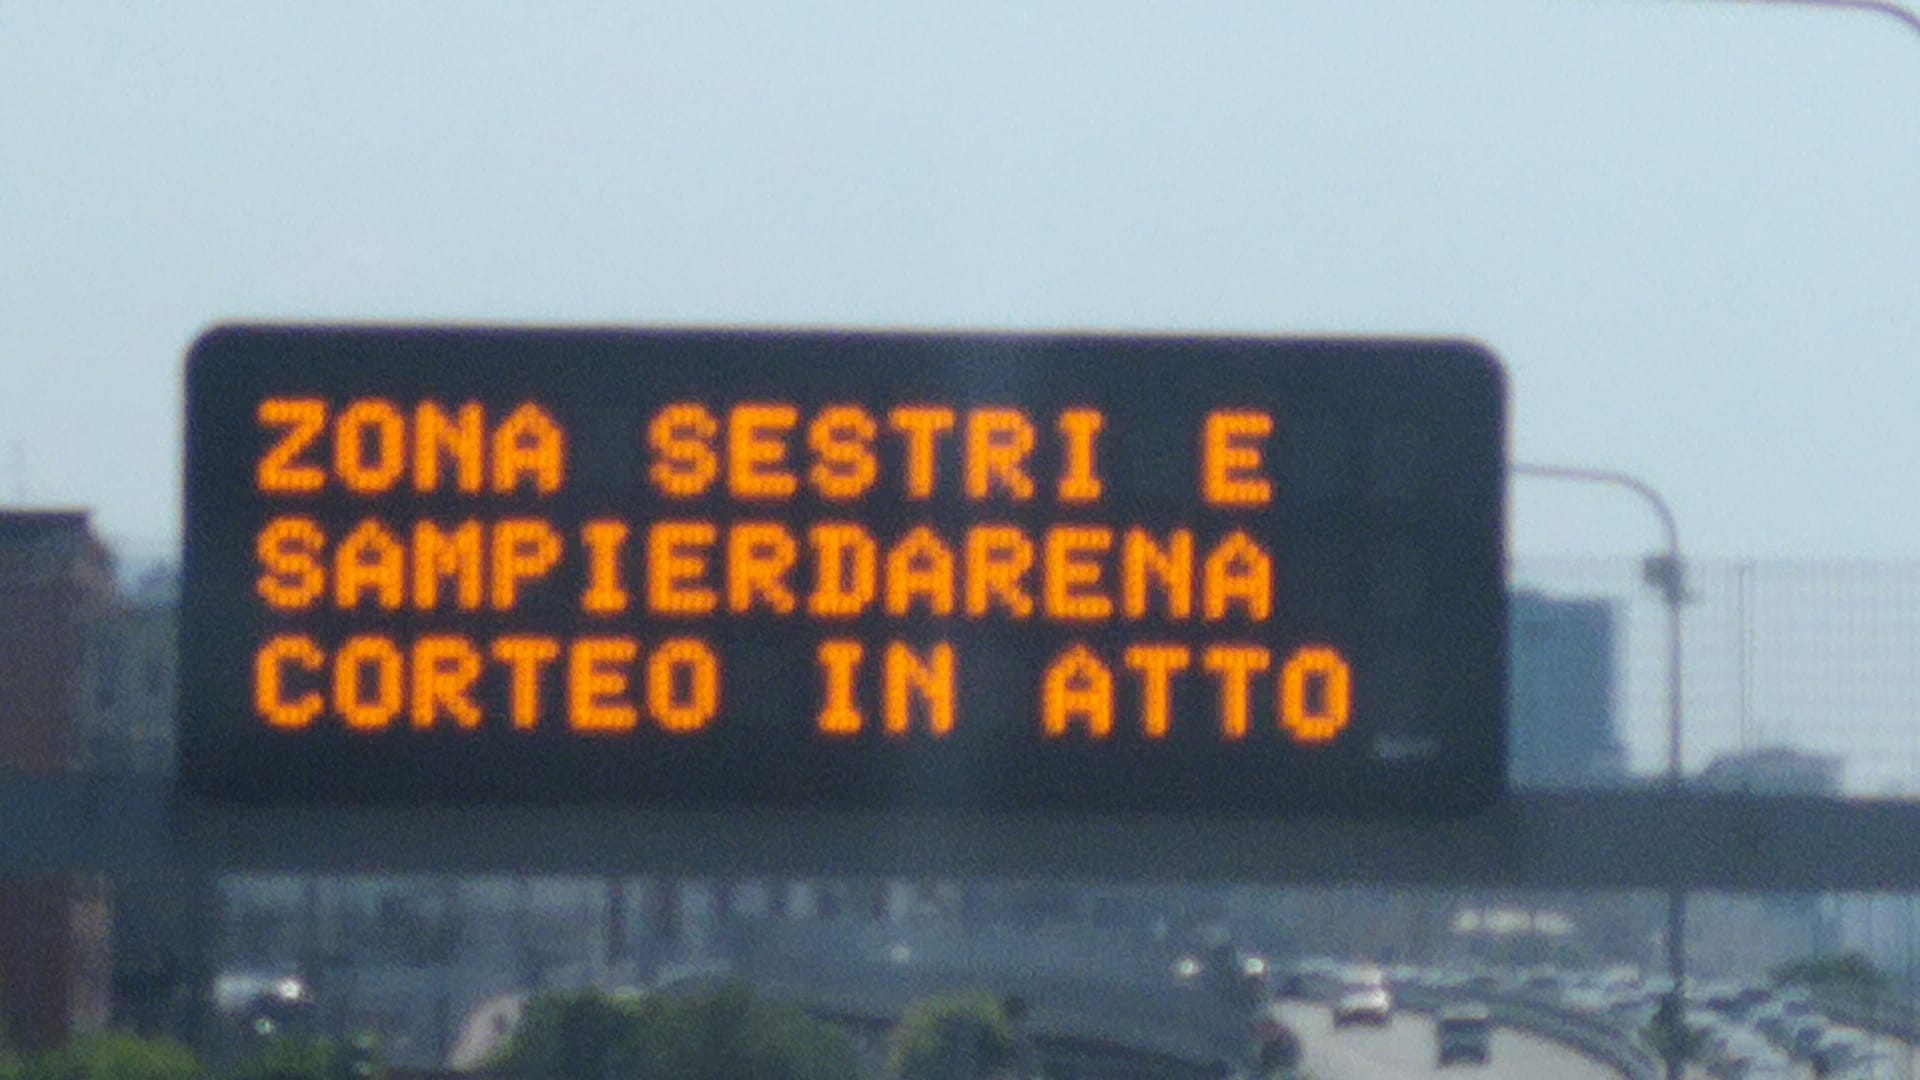 ZONA SESTRI E
SAMPIERDARENA
CORTEO IN ATTO